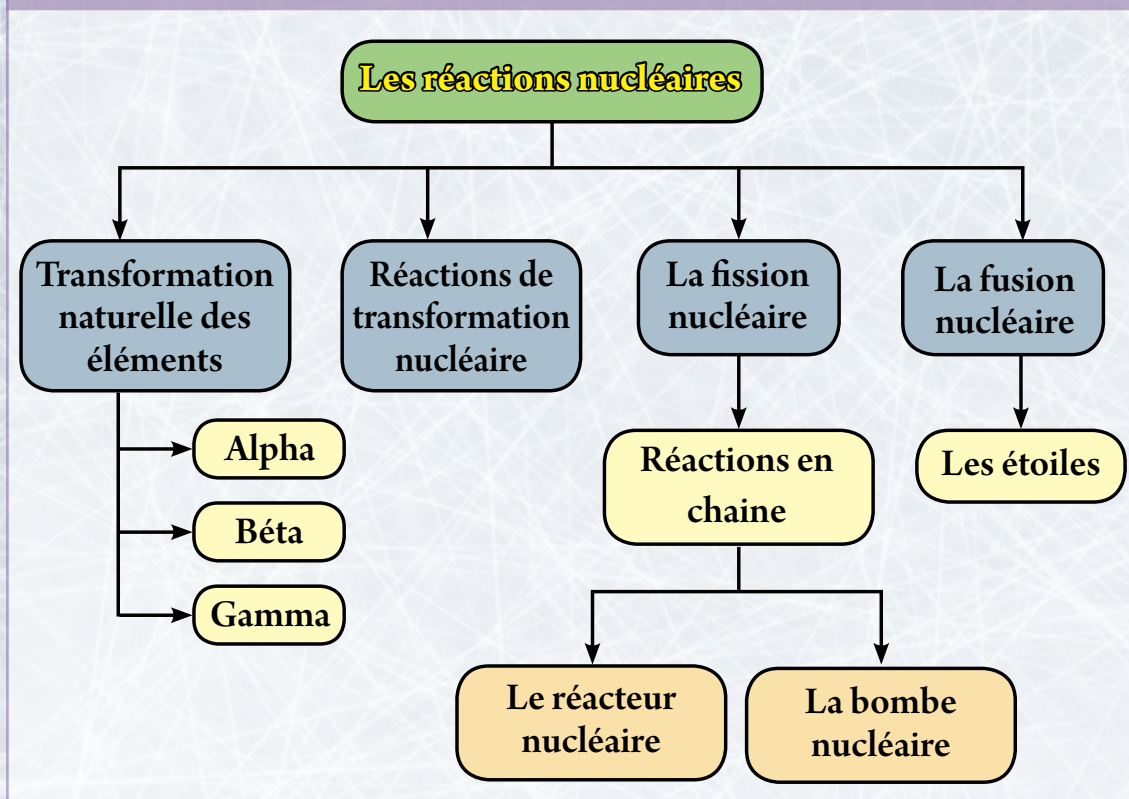 Les réactions nucléaires
Transformation
naturelle des
éléments
Réactions de
transformation
nucléaire
La fission
nucléaire
La fusion
nucléaire
Alpha
Béta
Gamma
Réactions en
chaine
Les étoiles
Le réacteur
nucléaire
La bombe
nucléaire